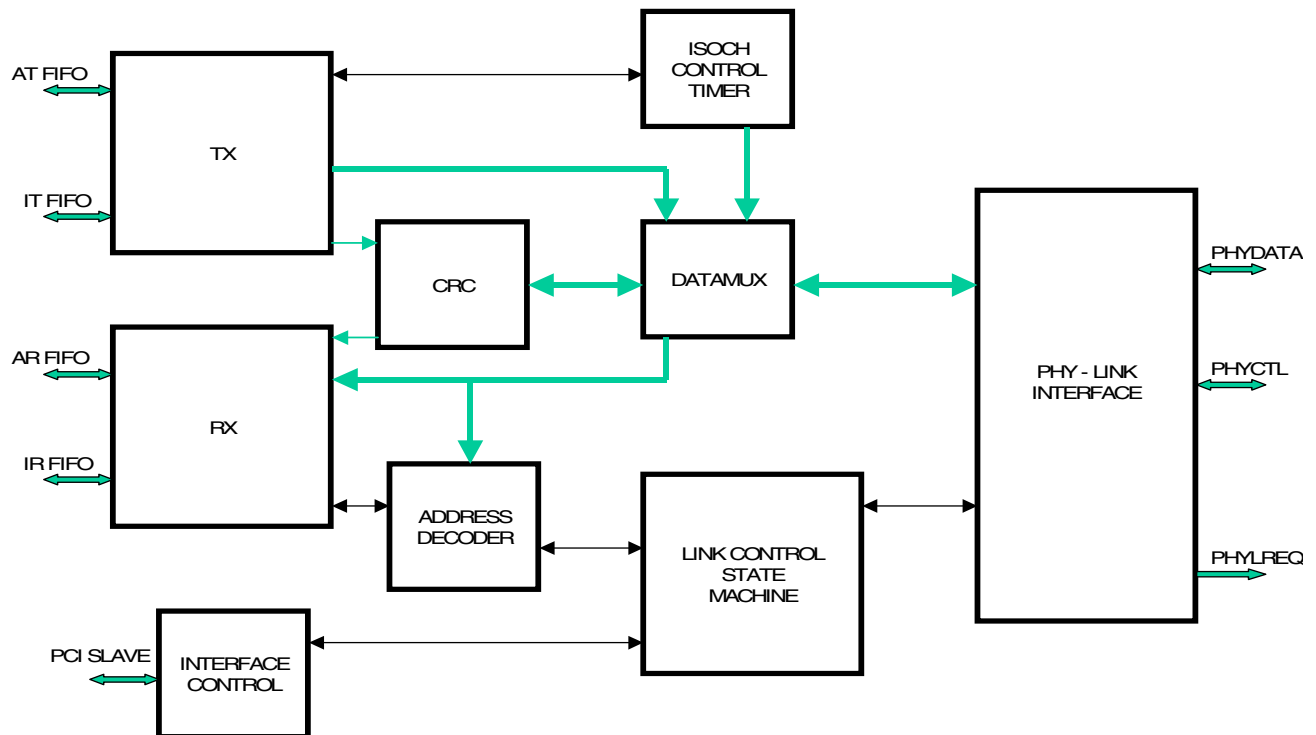 ISOCH
CONTROL
TIMER
AT FIFO
TX
IT FIFO
CRC
DATAMUX
PHYDATA
AR FIFO
RX
IR FIFO
PHY - LINK
INTERFACE
PHYCTL
ADDRESS
DECODER
LINK CONTROL
STATE
MACHINE
PHYLREQ
PCI SLAVE
INTERFACE
CONTROL